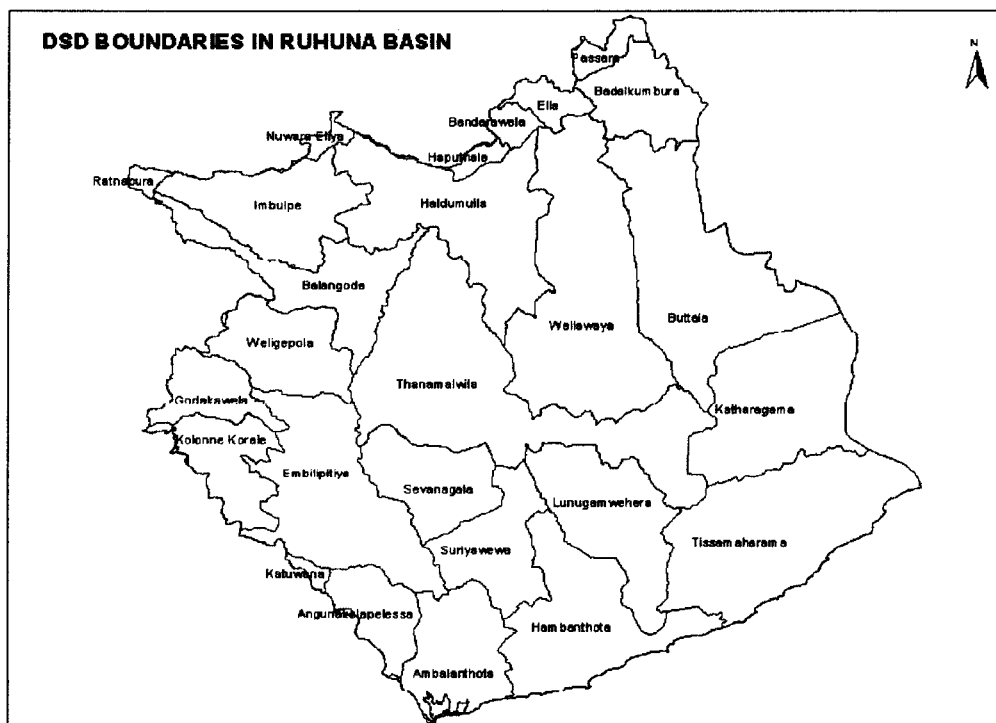 DSD BOUNDARIES IN RUHUNA BASIN
N
Passara
Badalkumbura
Ella
Bandarawela
Nuwara Eliya
Haputhale
Ratnapura
Imbulpe
Haldumulla
Balangoda
Buttala
Wellawaya
Weligepola
Thanamalwila
Godakawela
Katharagama
Kolonne Korale
Embilipitiya
Sevanagala
Lunugamwehera
Tissamaharama
Suriyawewa
Katuwana
Angunakolapelessa
Hambanthota
Ambalanthota